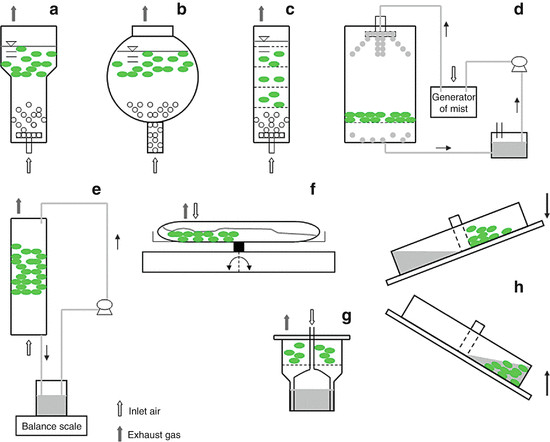 a
b
c
d
Generator
of mist
e
f
g
h
Balance scale
Inlet air
Exhaust gas